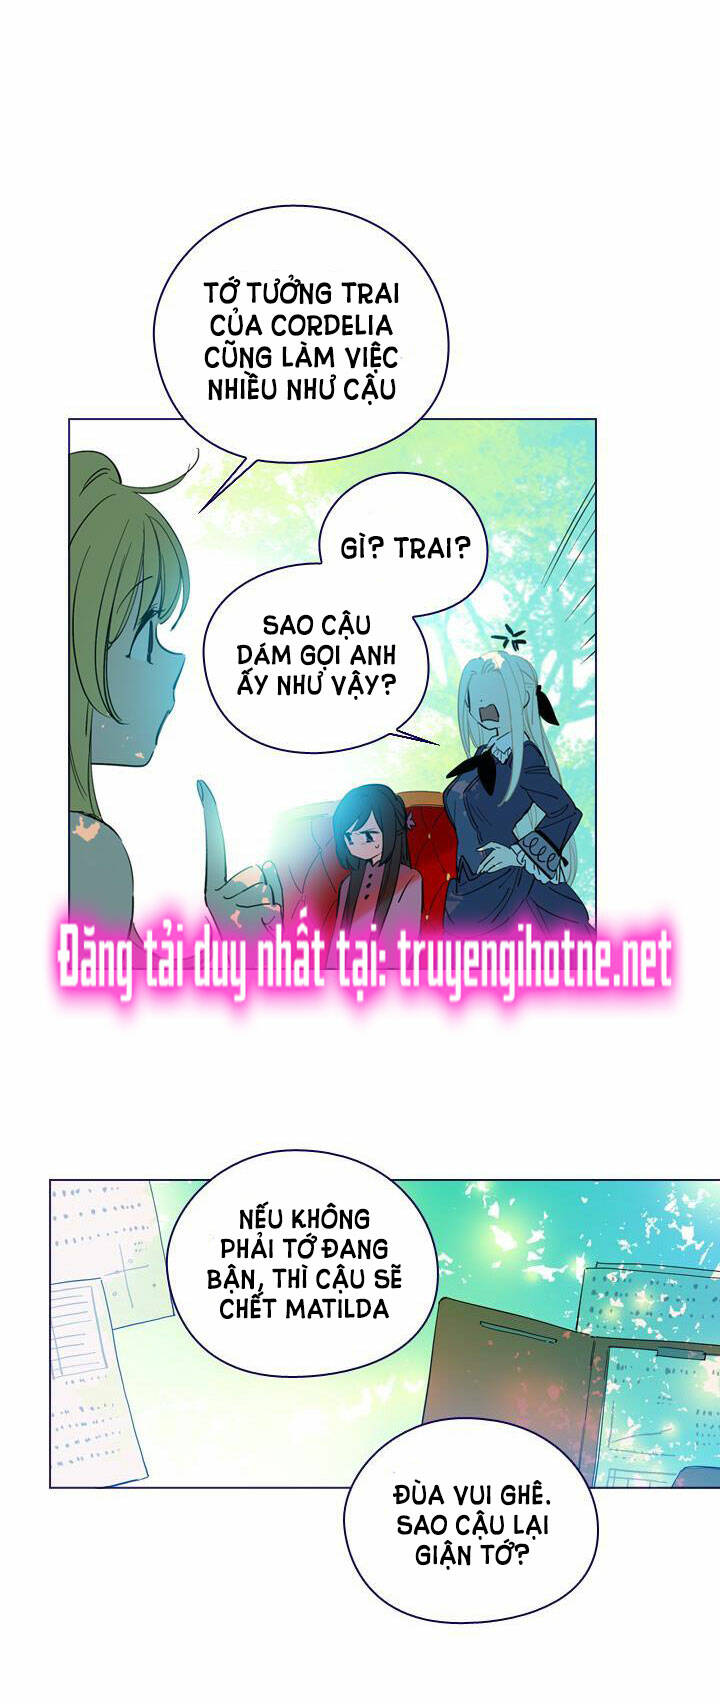 TỚ TƯỞNG TRAI
CỦA CORDELIA
CŨNG LÀM VIỆC
NHIỀU NHƯ CẬU
GÌ? TRAI?
SAO CẬU
DÁM GỌI ANH
ẤY NHƯ VẬY?
Đăng tải duy nhất tại: truyengihotne.net
NẾU KHÔNG
PHẢI TỚ ĐANG
BẬN, THÌ CẬU SẼ
CHẾT MATILDA
ĐÙA VUI GHÊ.
SAO CẬU LẠI
GIẬN TỚ?